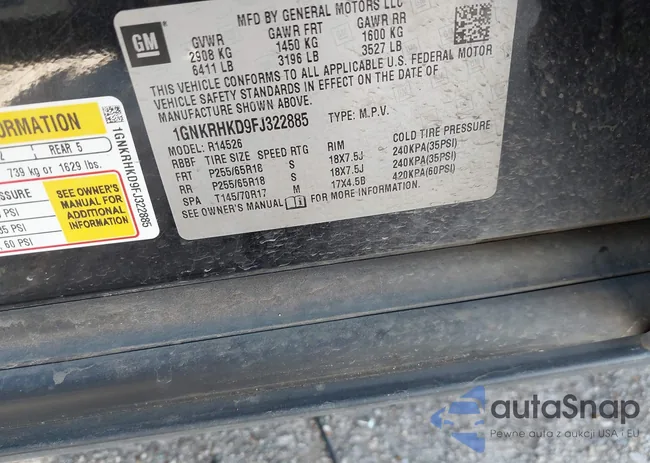 MFD BY GENERAL MOTORS LLC
GM
GVWR GAWR FRT GAWR RR
2908 KG 1450 KG 1600 KG
6411 LB 3196 LB 3527 LB
THIS VEHICLE CONFORMS TO ALL APPLICABLE U.S. FEDERAL MOTOR
VEHICLE SAFETY STANDARDS IN EFFECT ON THE DATE OF
MANUFACTURE SHOWN ABOVE.
1GNKRHKD9FJ322885 TYPE: M.P.V.
MODEL: R14526
RBBF TIRE SIZE SPEED RTG RIM COLD TIRE PRESSURE
FRT P255/65R18 S 18X7.5J 240KPA(35PSI)
RR P255/65R18 S 18X7.5J 240KPA(35PSI)
SPA T145/70R17 M 17X4.5B 420KPA(60PSI)
SEE OWNER'S MANUAL FOR MORE INFORMATION.
ORMATION
REAR 5
739 kg or 1629 lbs.
SSURE
SEE OWNER'S
MANUAL FOR
ADDITIONAL
INFORMATION
PSI
35 PSI
, 60 PSI
1GNKRHKD9FJ322885
autaSnap
Pewne auta z aukcji USA i EU